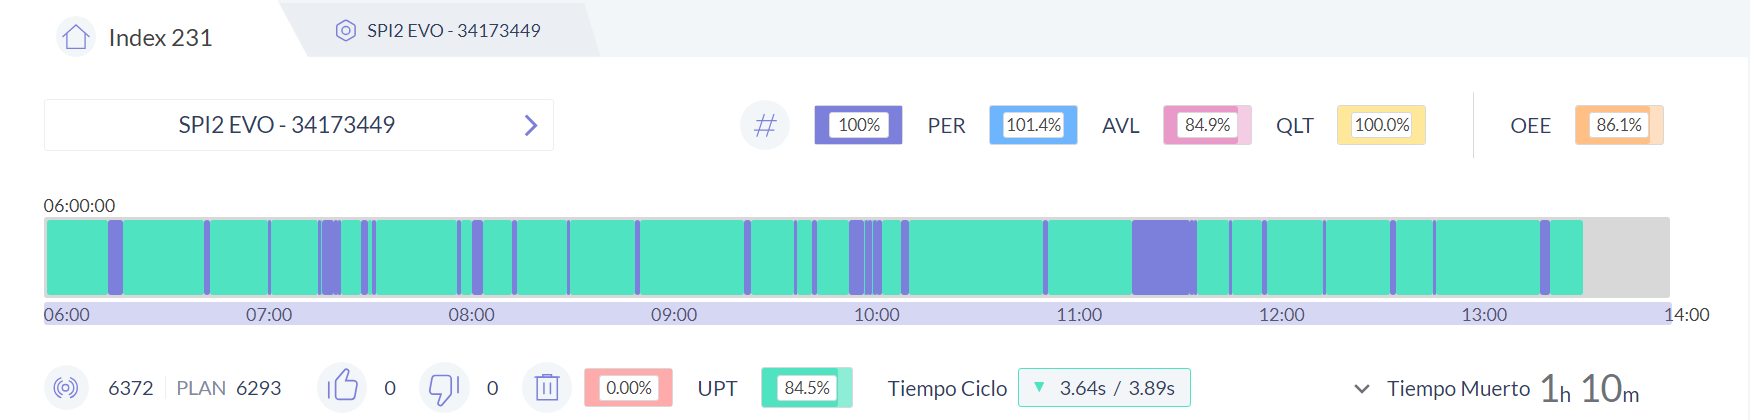 Index 231
SPI2 EVO - 34173449
SPI2 EVO - 34173449
100% PER 101.4% AVL 84.9% QLT 100.0% OEE 86.1%
06:00:00
06:00 07:00 08:00 09:00 10:00 11:00 12:00 13:00 14:00
6372 PLAN 6293 0 0 0.00% UPT 84.5% Tiempo Ciclo 3.64s / 3.89s Tiempo Muerto 1h 10m